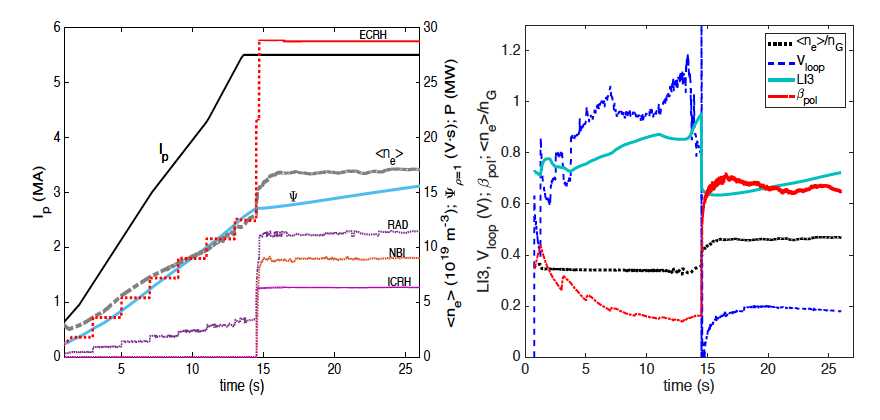 6
5
4
3
2
1
0
I_p (MA)
30
25
20
15
10
5
0
<n_e> (10^19 m^-3); Ψ_ρ=1 (V·s); P (MW)
ECRH
I_p
<n_e>
Ψ
RAD
NBI
ICRH
5
10
15
20
25
time (s)
1.2
1
0.8
0.6
0.4
0.2
0
LI3, V_loop (V); β_pol; <n_e>/n_G
<n_e>/n_G
V_loop
LI3
β_pol
0
5
10
15
20
25
time (s)